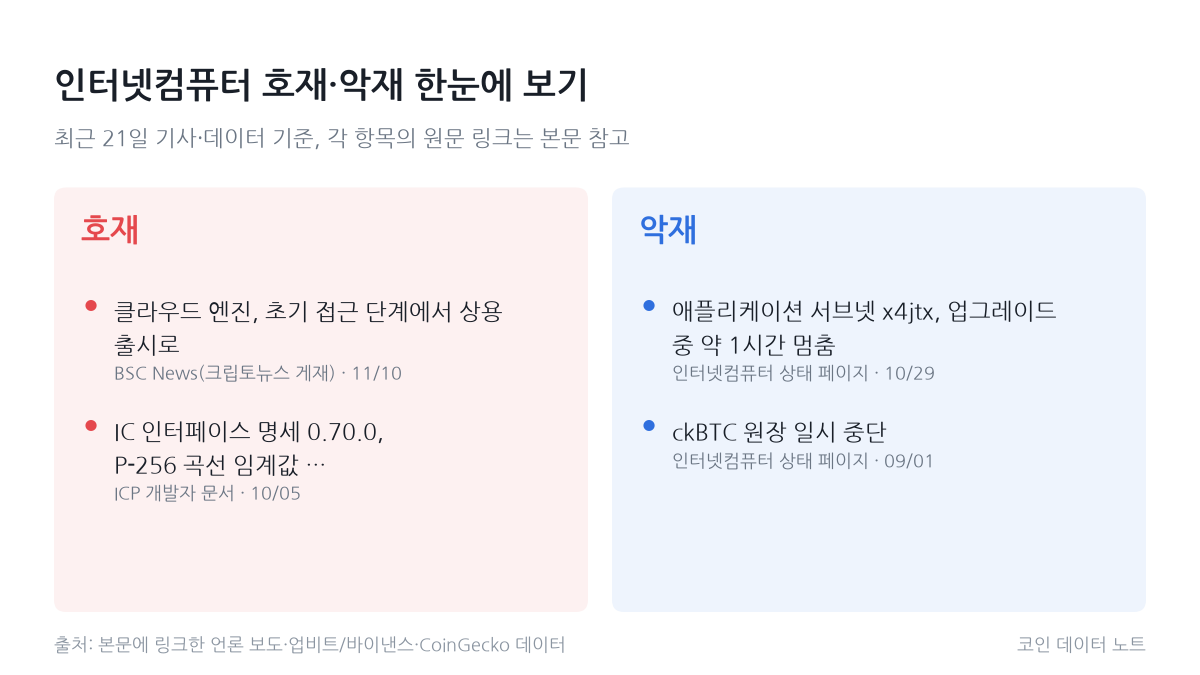 인터넷컴퓨터 호재·악재 한눈에 보기
최근 21일 기사·데이터 기준, 각 항목의 원문 링크는 본문 참고
호재
클라우드 엔진, 초기 접근 단계에서 상용
출시로
BSC News(크립토뉴스 게재) · 11/10
IC 인터페이스 명세 0.70.0,
P-256 곡선 임계값 …
ICP 개발자 문서 · 10/05
악재
애플리케이션 서브넷 x4jtx, 업그레이드
중 약 1시간 멈춤
인터넷컴퓨터 상태 페이지 · 10/29
ckBTC 원장 일시 중단
인터넷컴퓨터 상태 페이지 · 09/01
출처: 본문에 링크한 언론 보도·업비트/바이낸스·CoinGecko 데이터
코인 데이터 노트